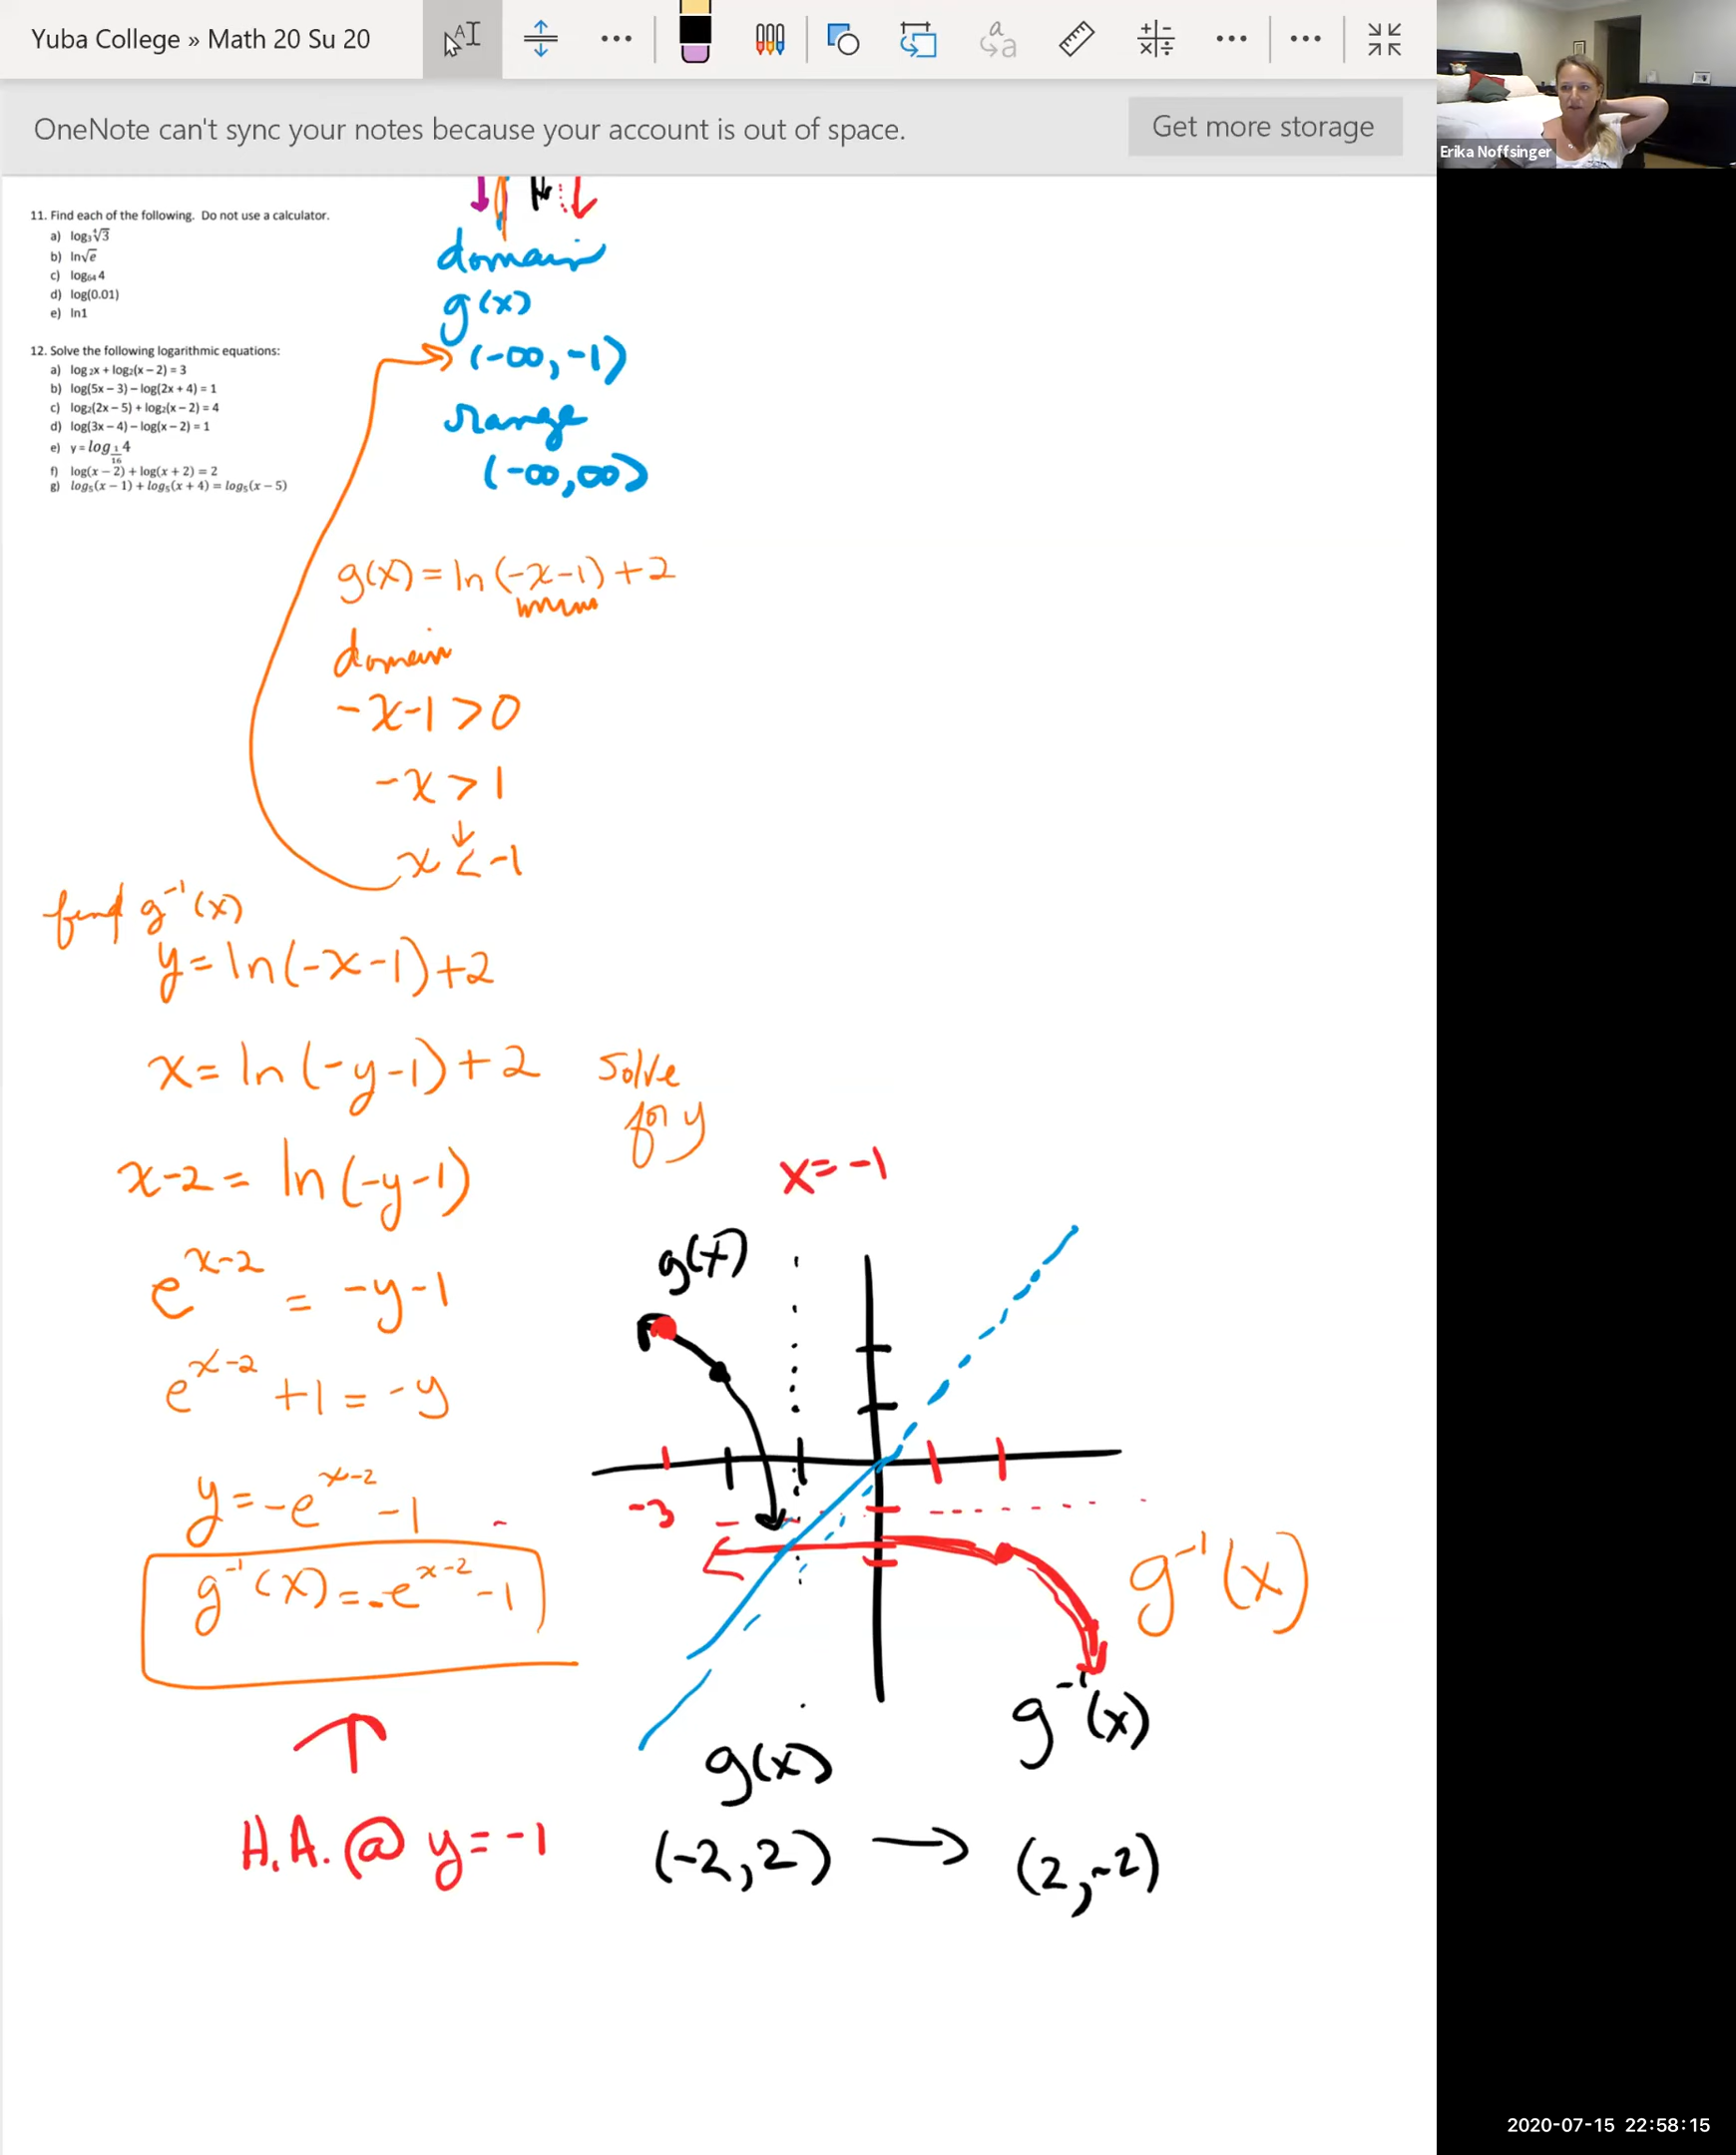 Yuba College » Math 20 Su 20
OneNote can't sync your notes because your account is out of space.
Get more storage
Erika Noffsinger
11. Find each of the following. Do not use a calculator.
a) log₃∜3
b) ln√e
c) log₆₄ 4
d) log(0.01)
e) ln1
12. Solve the following logarithmic equations:
a) log ₂x + log₂(x – 2) = 3
b) log(5x – 3) – log(2x + 4) = 1
c) log₂(2x – 5) + log₂(x – 2) = 4
d) log(3x – 4) – log(x – 2) = 1
e) y = log_(1/16) 4
f) log(x − 2) + log(x + 2) = 2
g) log₅(x − 1) + log₅(x + 4) = log₅(x − 5)
domain
g(x)
(-∞, -1)
range
(-∞, ∞)
g(x) = ln(-x-1)+2
domain
-x-1>0
-x > 1
x < -1
find g⁻¹(x)
y = ln(-x-1)+2
x = ln(-y-1)+2 solve
for y
x-2 = ln(-y-1)
e^(x-2) = -y-1
e^(x-2) +1 = -y
y = -e^(x-2) -1
g⁻¹(x) = -e^(x-2) -1
H.A. @ y = -1
x = -1
g(x)
-3
g⁻¹(x)
g⁻¹(x)
g(x)
(-2,2) → (2,-2)
2020-07-15 22:58:15